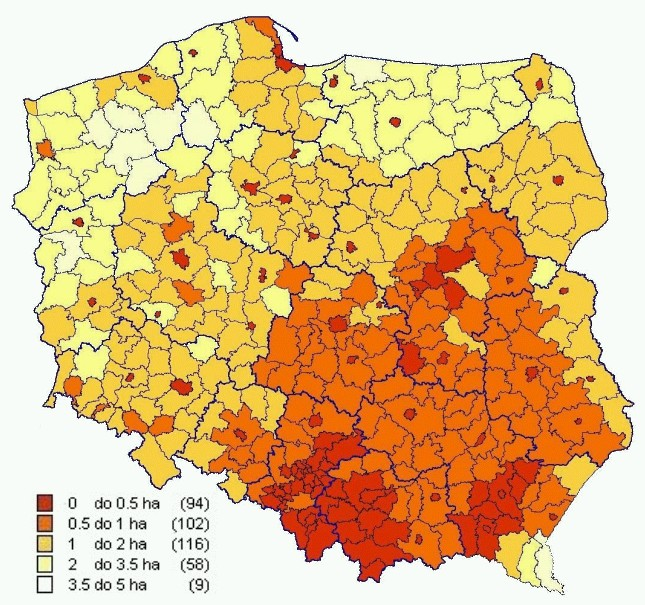 0 do 0.5 ha (94)
0.5 do 1 ha (102)
1 do 2 ha (116)
2 do 3.5 ha (58)
3.5 do 5 ha (9)